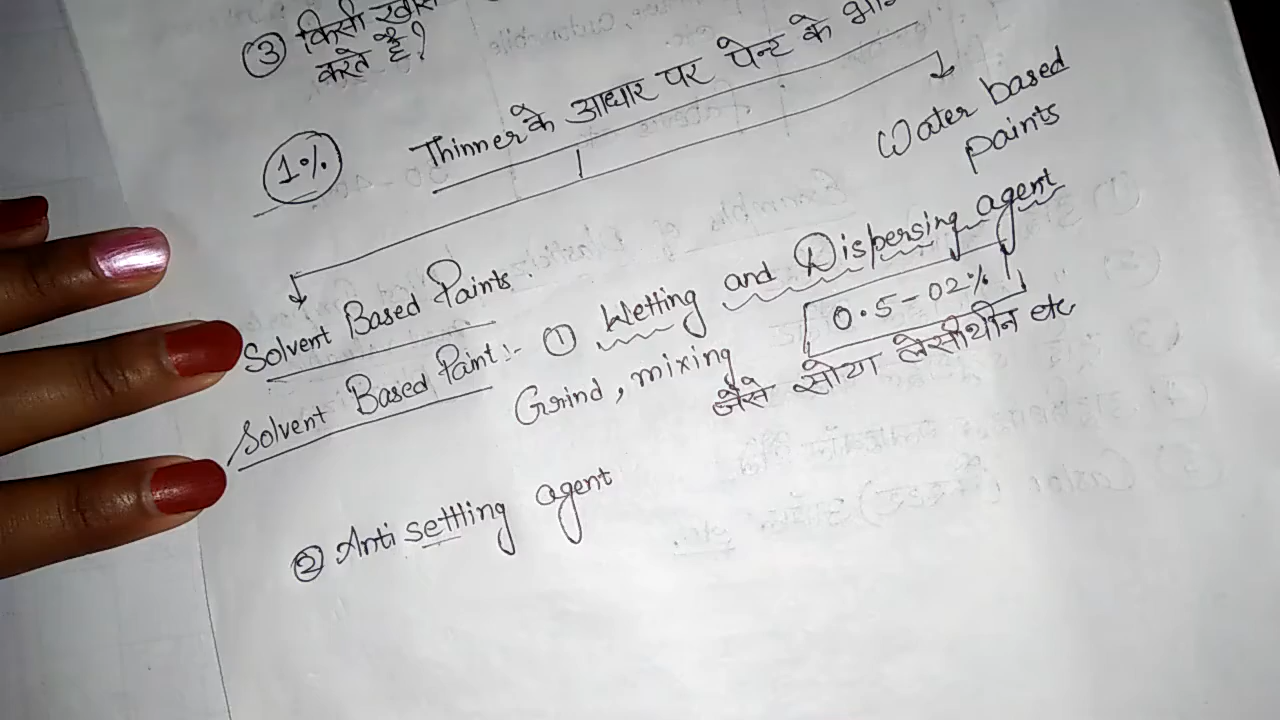 ③ किसी
करते है?
1% Thinner के आधार पर पेन्ट के
Solvent Based Paints.
Water based
paints
Solvent Based Paint:- ① Wetting and Dispersing agent
Grind, mixing
0.5-02%
जैसे सोया लेसीथीन etc
② Anti settling agent